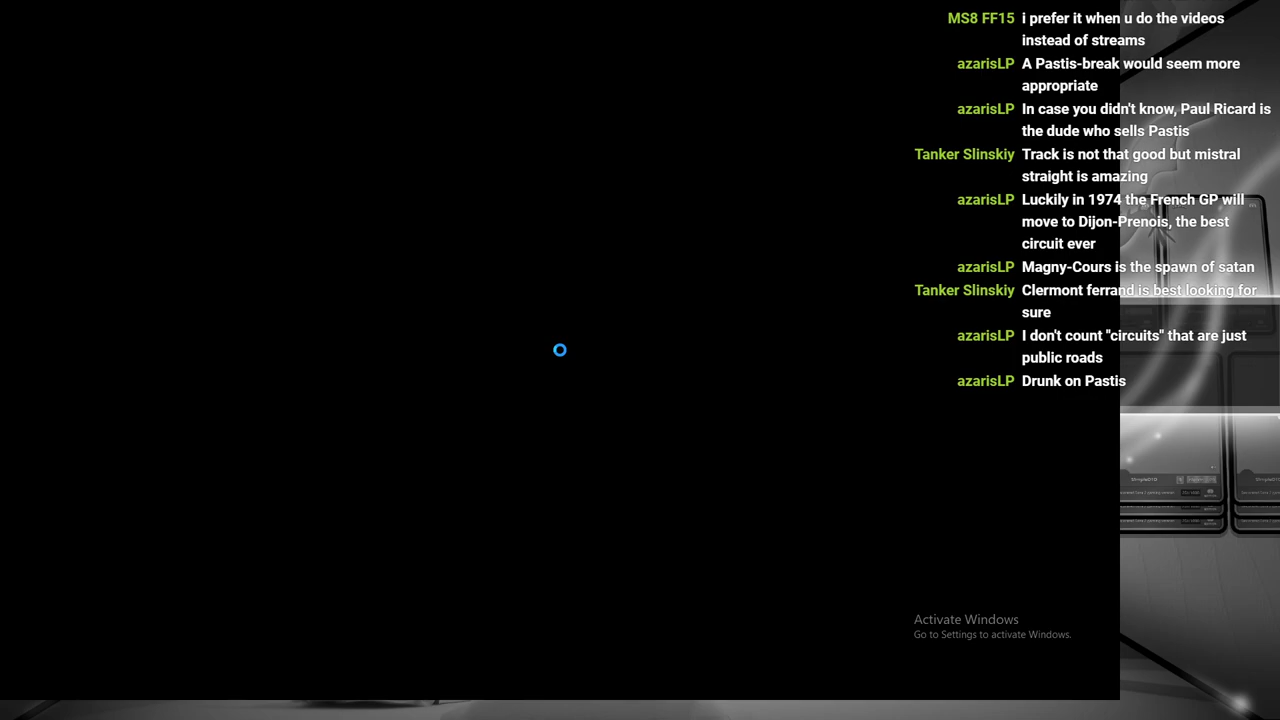 MS8 FF15 i prefer it when u do the videos
instead of streams
azarisLP A Pastis-break would seem more
appropriate
azarisLP In case you didn't know, Paul Ricard is
the dude who sells Pastis
Tanker Slinskiy Track is not that good but mistral
straight is amazing
azarisLP Luckily in 1974 the French GP will
move to Dijon-Prenois, the best
circuit ever
azarisLP Magny-Cours is the spawn of satan
Tanker Slinskiy Clermont ferrand is best looking for
sure
azarisLP I don't count "circuits" that are just
public roads
azarisLP Drunk on Pastis
Activate Windows
Go to Settings to activate Windows.